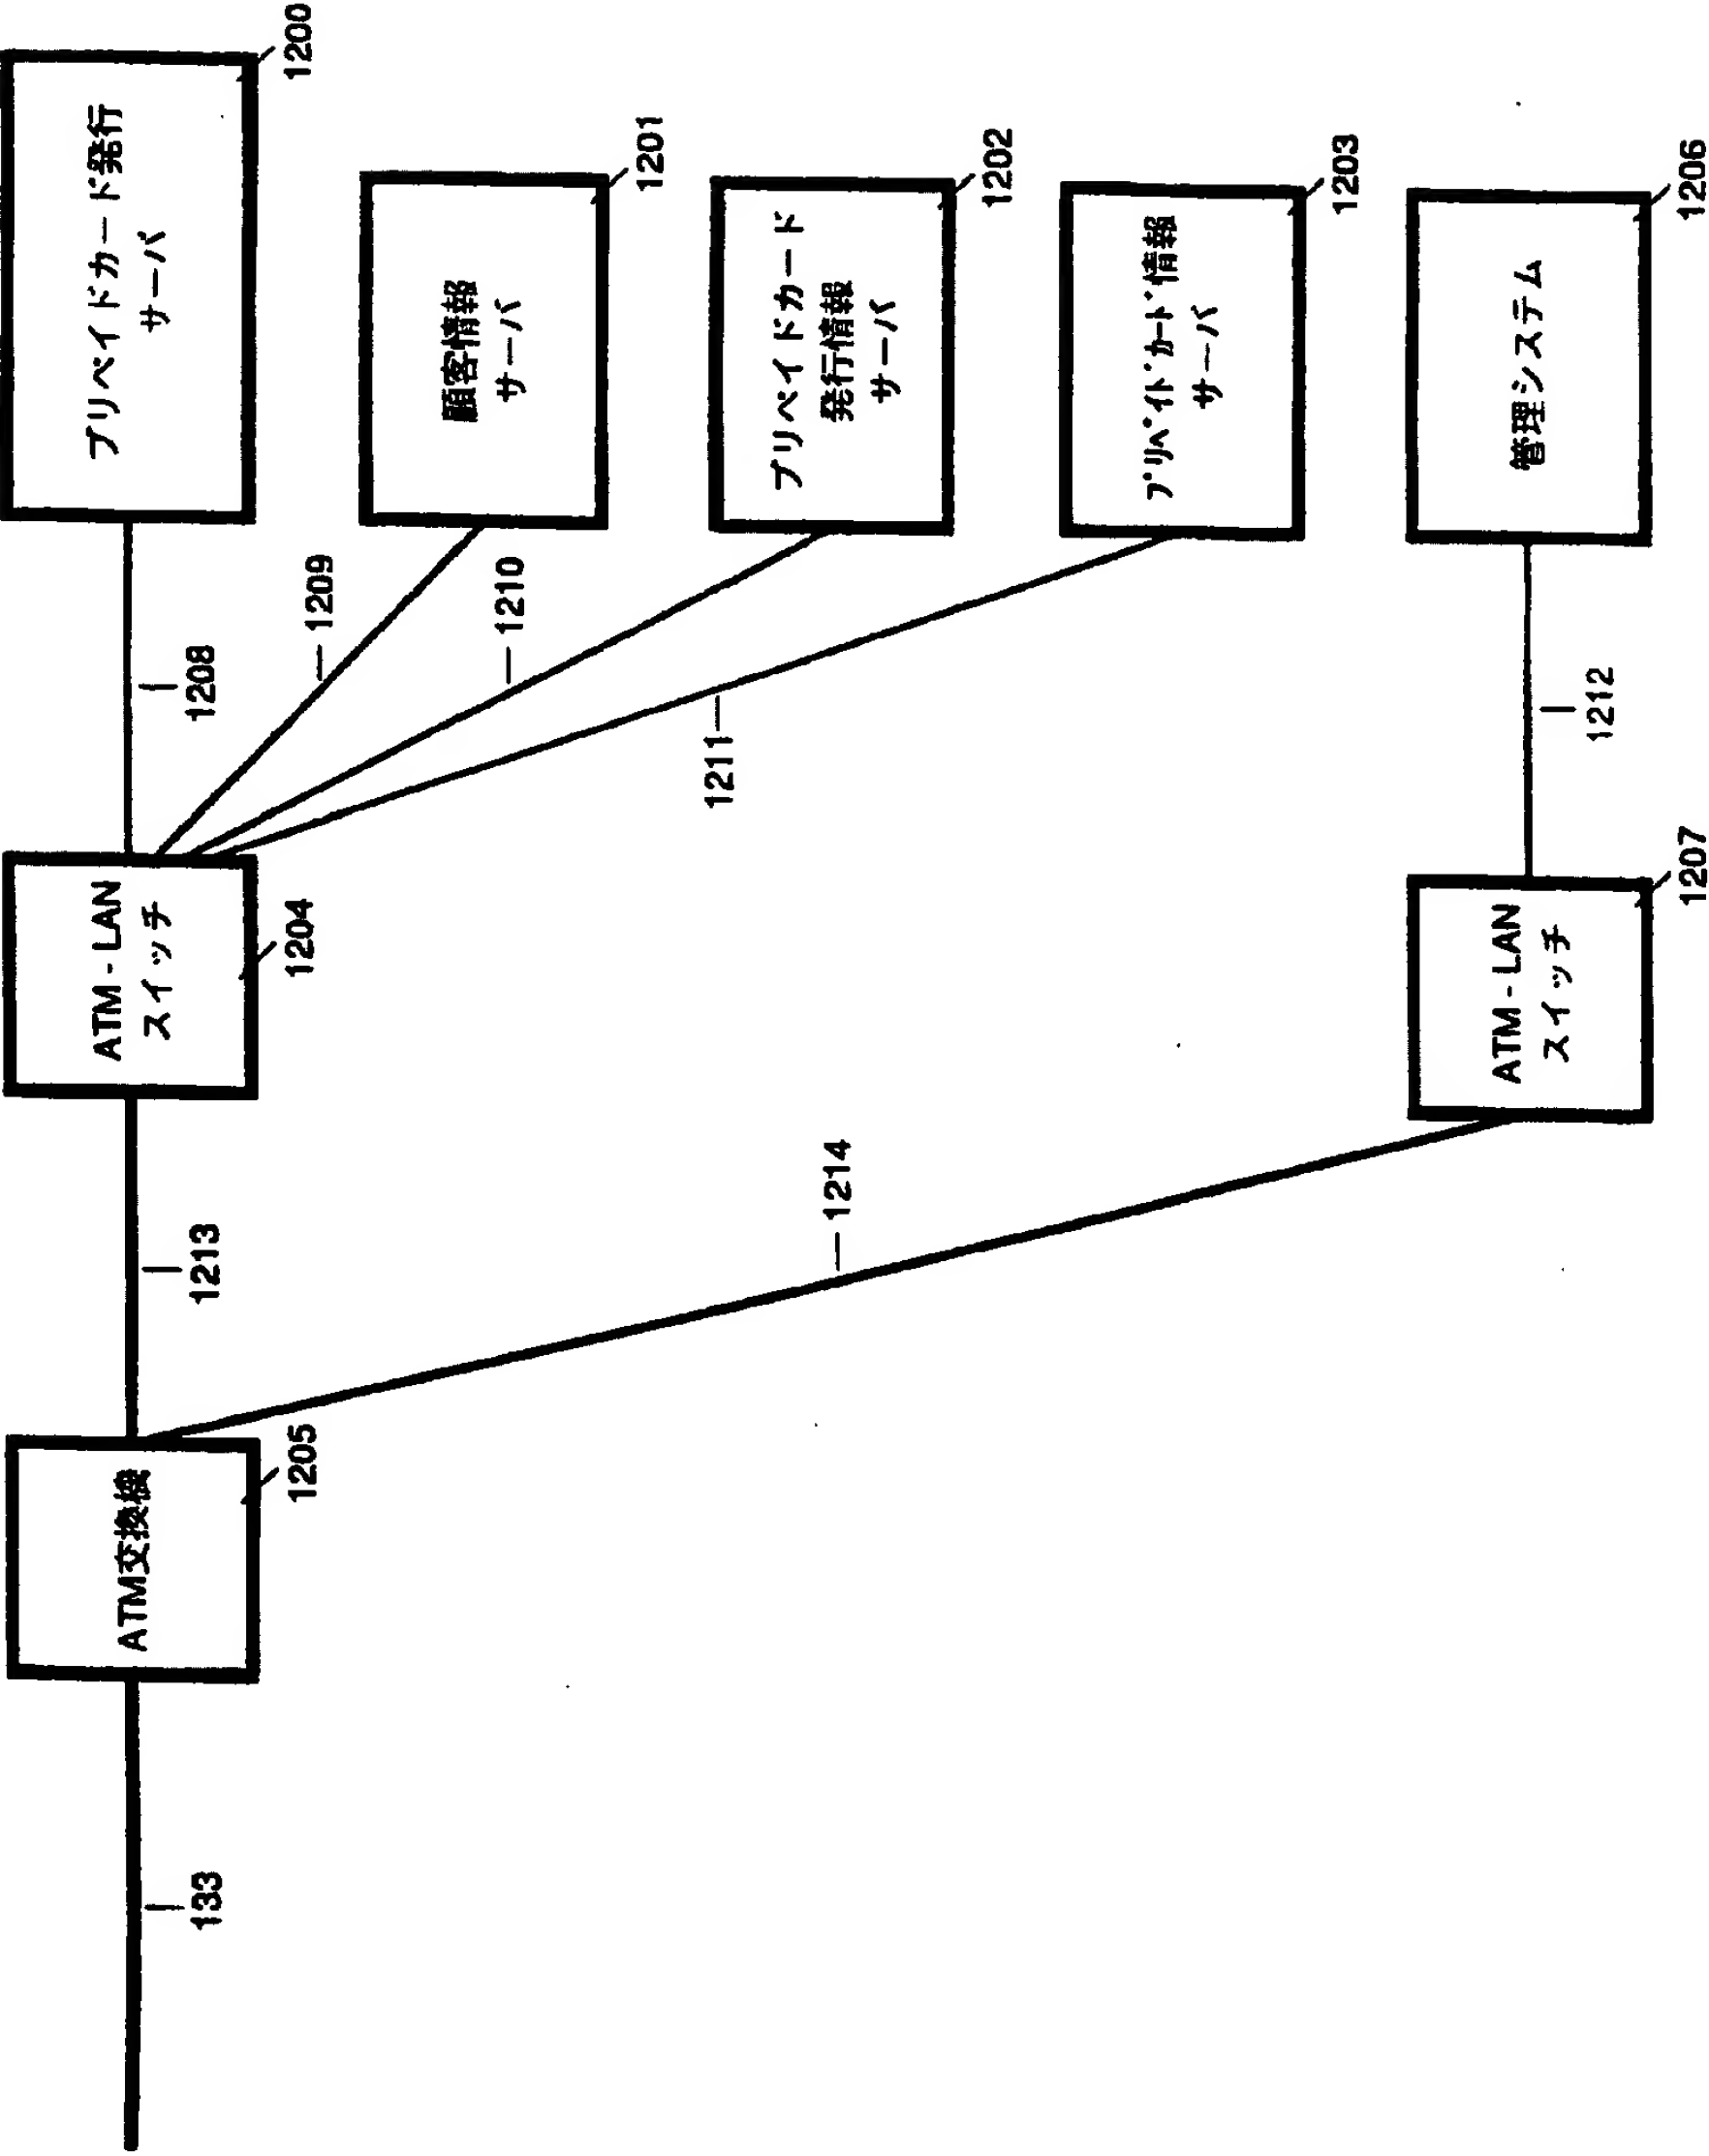 プリペイドカード発行
サーバ
1200
顧客情報
サーバ
1201
プリペイドカード
発行情報
サーバ
1202
プリペイドカード情報
サーバ
1203
管理システム
1206
1208
1209
1210
1211
1212
ATM-LAN
スイッチ
1204
ATM-LAN
スイッチ
1207
1213
1214
ATM交換機
1205
133